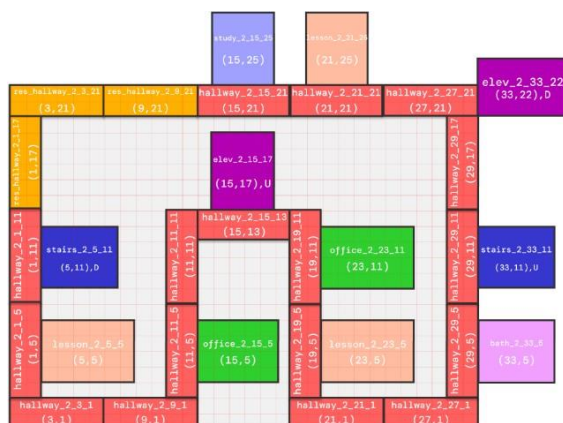 study_2_15_25
(15,25)
lesson_2_21_25
(21,25)
elev_2_33_22
(33,22),D
res_hallway_2_3_21
(3,21)
res_hallway_2_9_21
(9,21)
hallway_2_15_21
(15,21)
hallway_2_21_21
(21,21)
hallway_2_27_21
(27,21)
res_hallway_2_1_17
(1,17)
elev_2_15_17
(15,17),U
hallway_2_29_17
(29,17)
hallway_2_15_13
(15,13)
hallway_2_1_11
(1,11)
stairs_2_5_11
(5,11),D
hallway_2_11_11
(11,11)
hallway_2_19_11
(19,11)
office_2_23_11
(23,11)
hallway_2_29_11
(29,11)
stairs_2_33_11
(33,11),U
hallway_2_1_5
(1,5)
lesson_2_5_5
(5,5)
hallway_2_11_5
(11,5)
office_2_15_5
(15,5)
hallway_2_19_5
(19,5)
lesson_2_23_5
(23,5)
hallway_2_29_5
(29,5)
bath_2_33_5
(33,5)
hallway_2_3_1
(3,1)
hallway_2_9_1
(9,1)
hallway_2_21_1
(21,1)
hallway_2_27_1
(27,1)